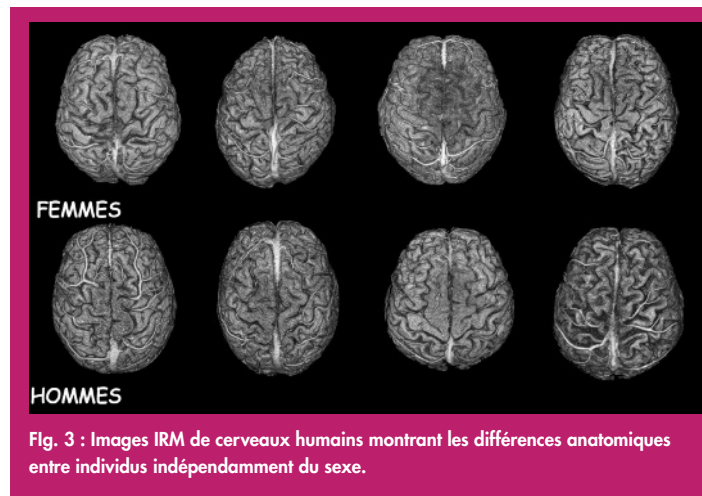 FEMMES
HOMMES
FIg. 3 : Images IRM de cerveaux humains montrant les différences anatomiques
entre individus indépendamment du sexe.